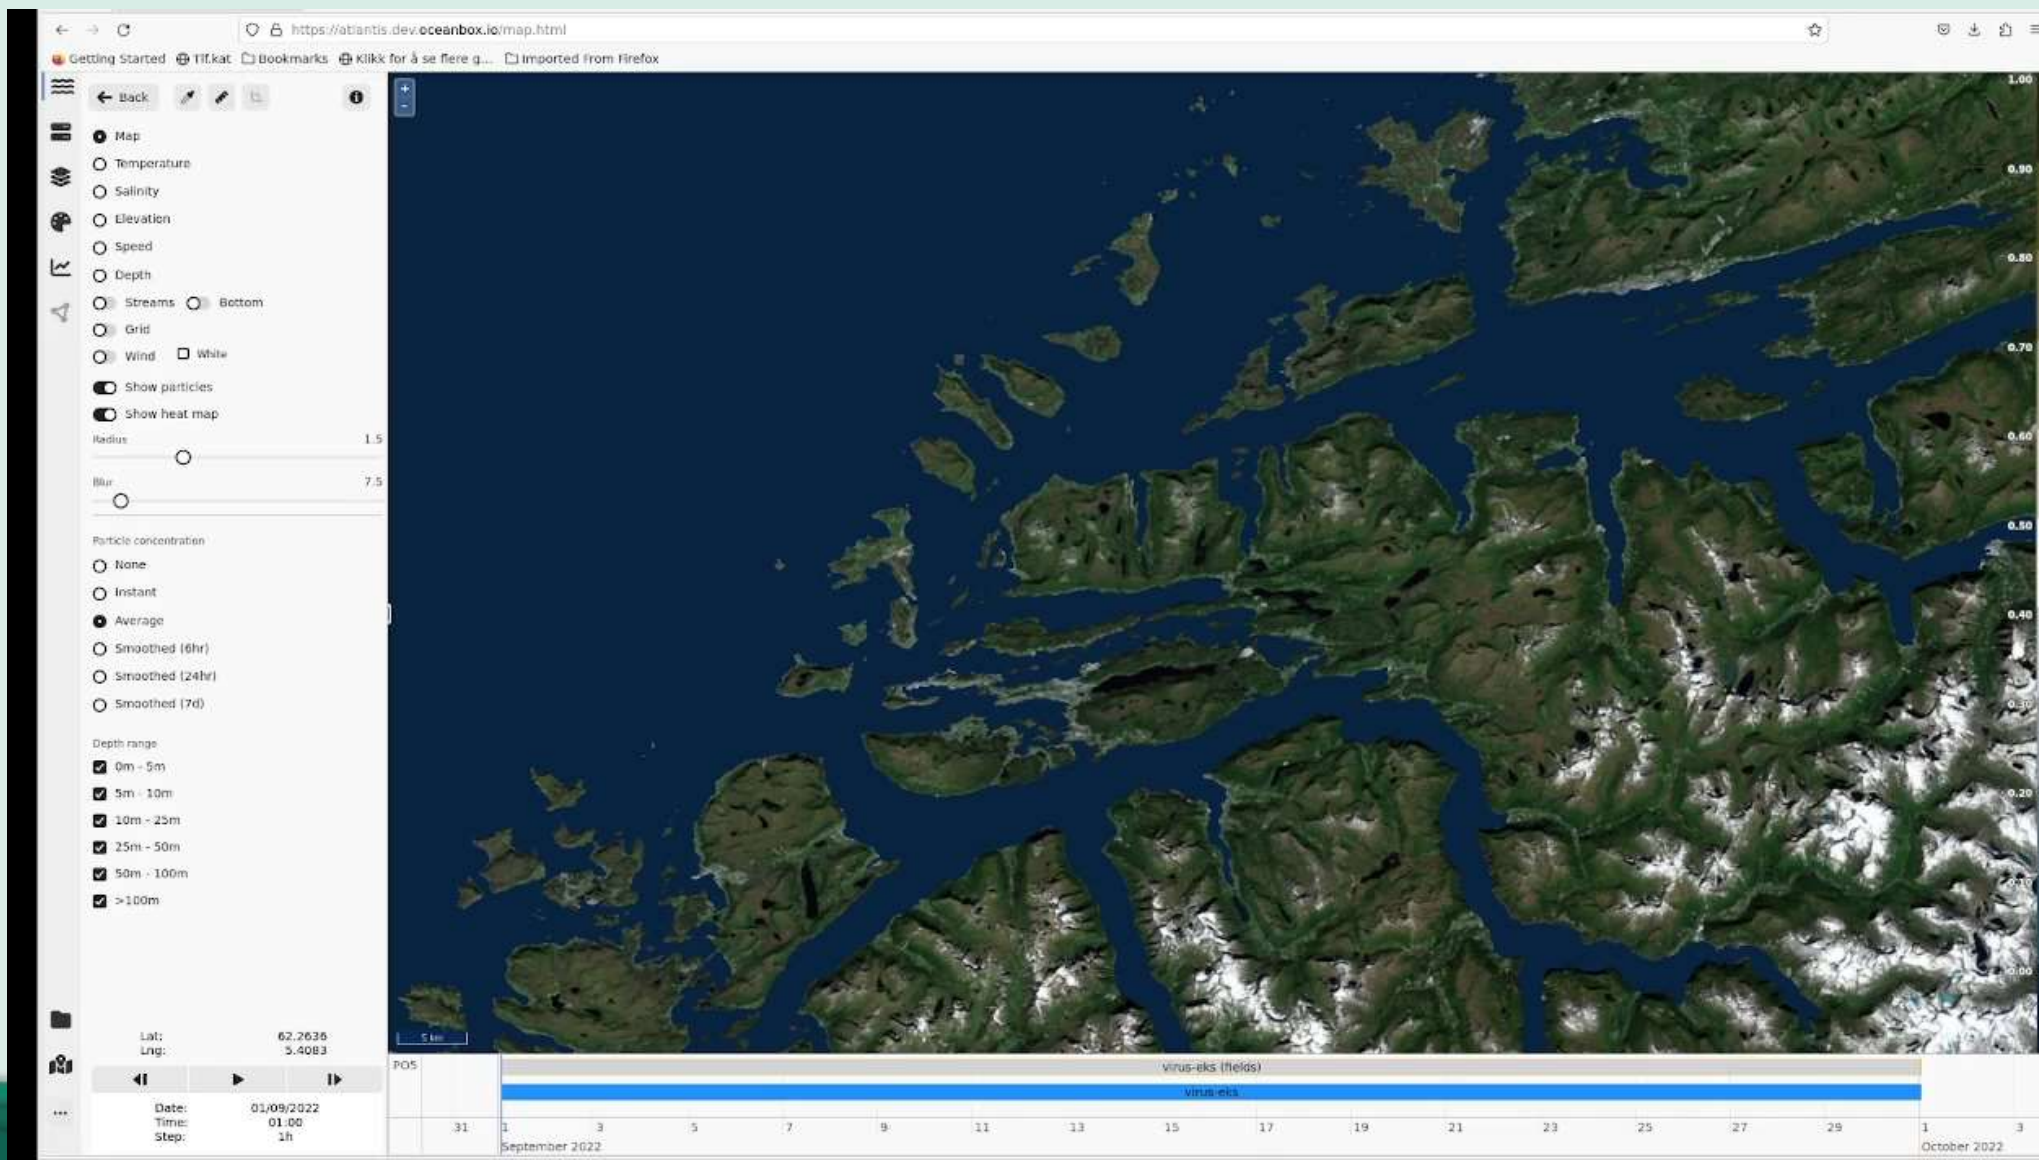 https://atlantis.dev.oceanbox.io/map.html
Getting Started Tlf.kat Bookmarks Klikk for å se flere g... Imported From Firefox
Back
Map
Temperature
Salinity
Elevation
Speed
Depth
Streams Bottom
Grid
Wind White
Show particles
Show heat map
Radius 1.5
Blur 7.5
Particle concentration
None
Instant
Average
Smoothed (6hr)
Smoothed (24hr)
Smoothed (7d)
Depth range
0m - 5m
5m - 10m
10m - 25m
25m - 50m
50m - 100m
>100m
Lat: 62.2636
Lng: 5.4083
Date: 01/09/2022
Time: 01:00
Step: 1h
+
-
1.00
0.90
0.80
0.70
0.60
0.50
0.40
0.30
0.20
0.10
0.00
5 km
POS virus-eks (fields)
virus-eks
31 1 3 5 7 9 11 13 15 17 19 21 23 25 27 29 1 3
September 2022 October 2022